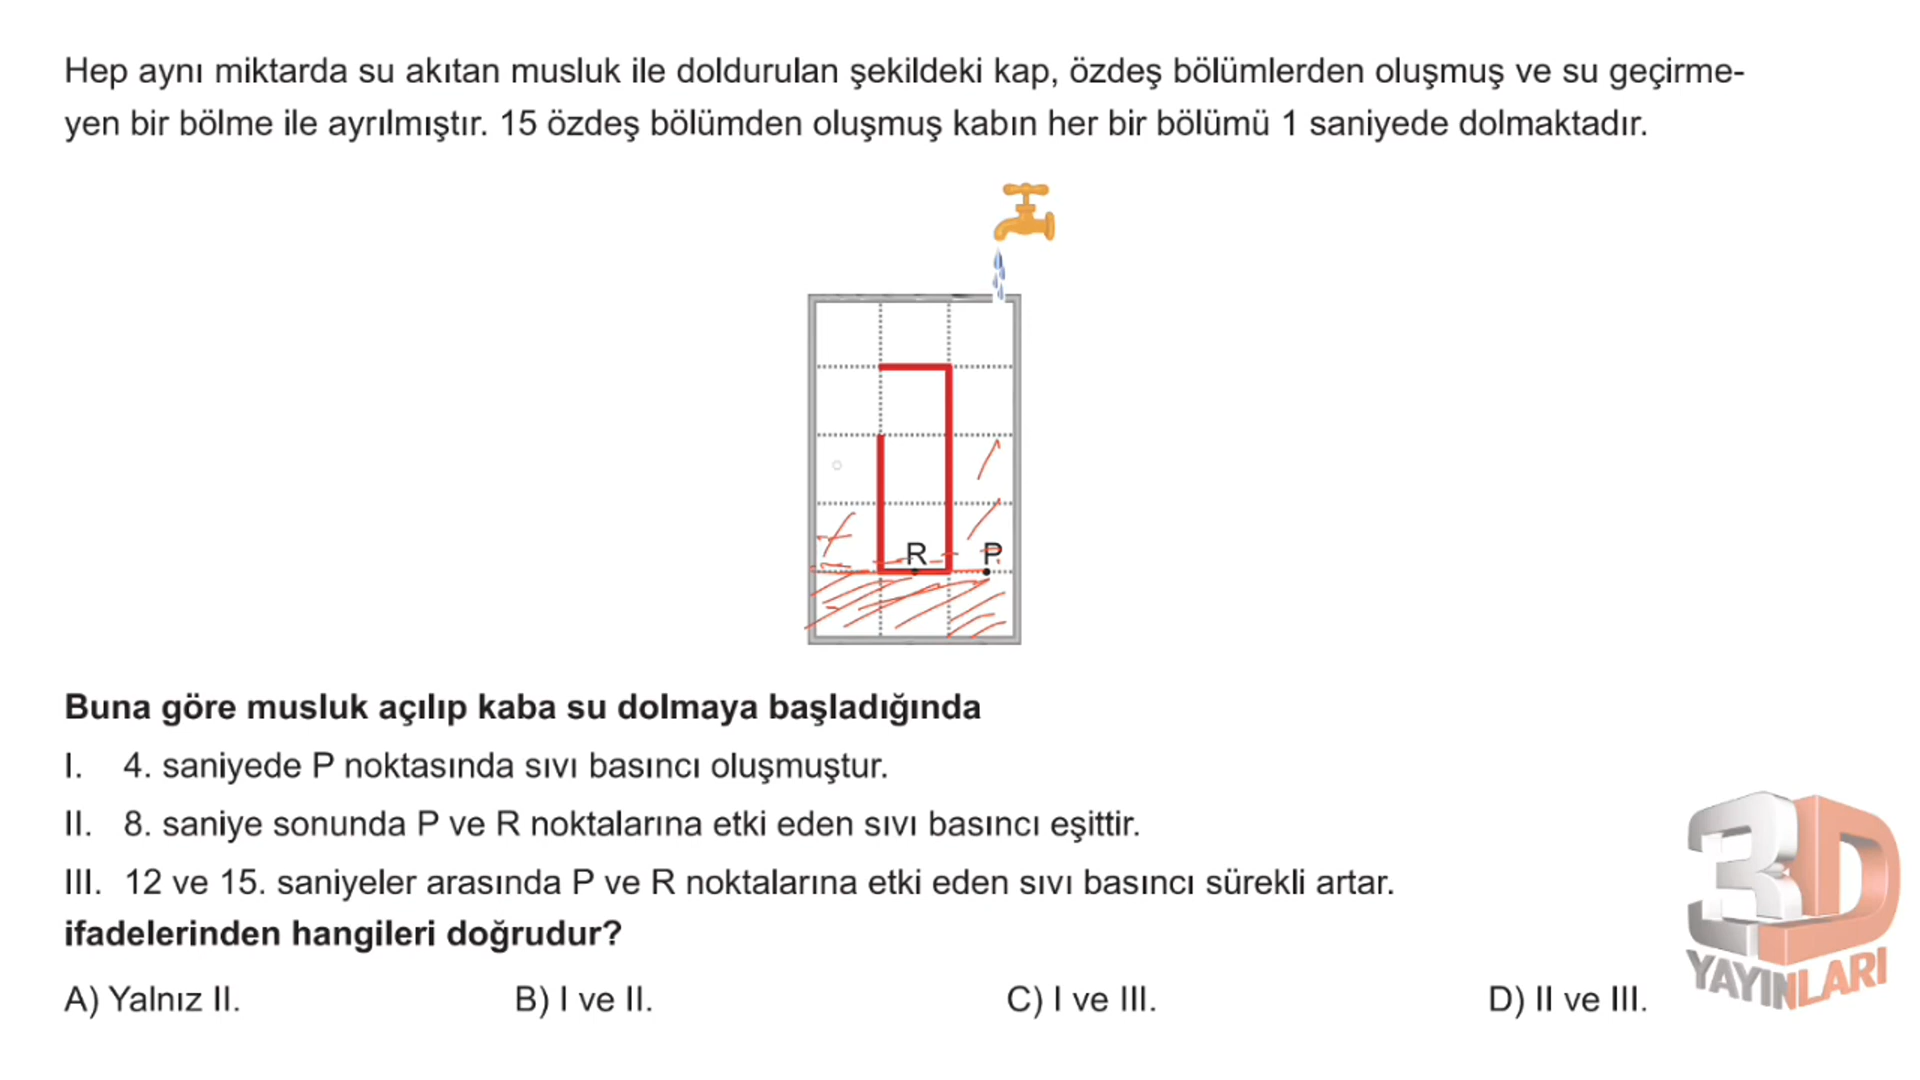 Hep aynı miktarda su akıtan musluk ile doldurulan şekildeki kap, özdeş bölümlerden oluşmuş ve su geçirme-
yen bir bölme ile ayrılmıştır. 15 özdeş bölümden oluşmuş kabın her bir bölümü 1 saniyede dolmaktadır.
R P
Buna göre musluk açılıp kaba su dolmaya başladığında
I. 4. saniyede P noktasında sıvı basıncı oluşmuştur.
II. 8. saniye sonunda P ve R noktalarına etki eden sıvı basıncı eşittir.
III. 12 ve 15. saniyeler arasında P ve R noktalarına etki eden sıvı basıncı sürekli artar.
ifadelerinden hangileri doğrudur?
A) Yalnız II. B) I ve II. C) I ve III. D) II ve III.
3D
YAYINLARI